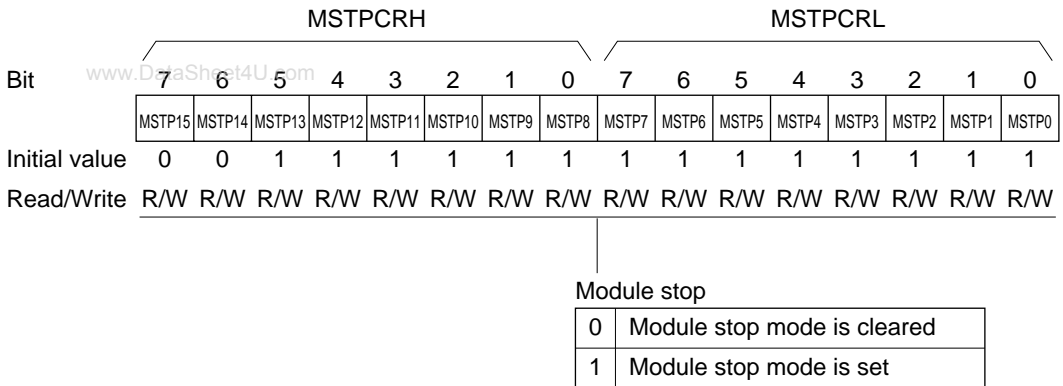 MSTPCRH MSTPCRL
www.DataSheet4U.com
Bit 7 6 5 4 3 2 1 0 7 6 5 4 3 2 1 0
MSTP15 MSTP14 MSTP13 MSTP12 MSTP11 MSTP10 MSTP9 MSTP8 MSTP7 MSTP6 MSTP5 MSTP4 MSTP3 MSTP2 MSTP1 MSTP0
Initial value 0 0 1 1 1 1 1 1 1 1 1 1 1 1 1 1
Read/Write R/W R/W R/W R/W R/W R/W R/W R/W R/W R/W R/W R/W R/W R/W R/W R/W
Module stop
0 Module stop mode is cleared
1 Module stop mode is set